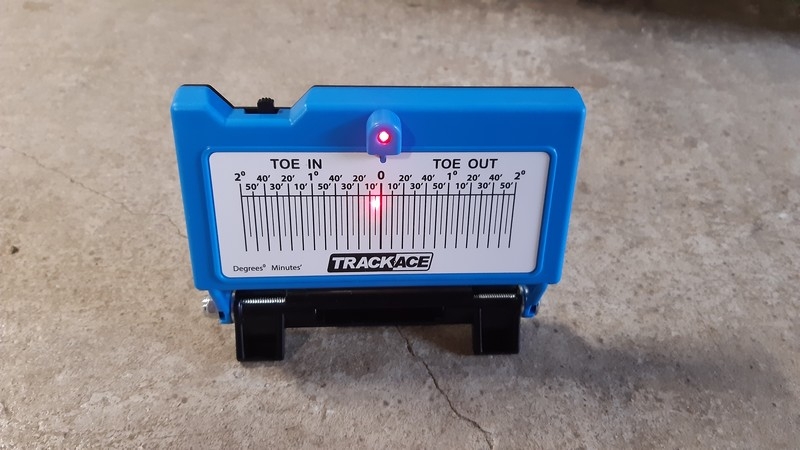 TOE IN TOE OUT
2° 40' 20' 1° 40' 20' 0 20' 40' 1° 20' 40' 2°
50' 30' 10' 50' 30' 10' 10' 30' 50' 10' 30' 50'
Degrees° Minutes'
TRACKACE